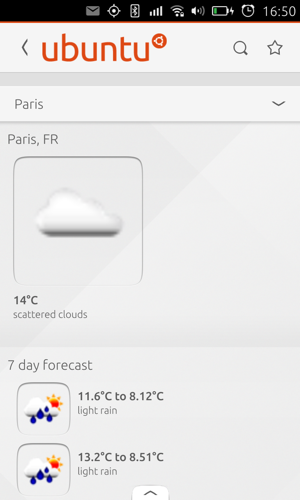 16:50
ubuntu
Paris
Paris, FR
14°C
scattered clouds
7 day forecast
11.6°C to 8.12°C
light rain
13.2°C to 8.51°C
light rain